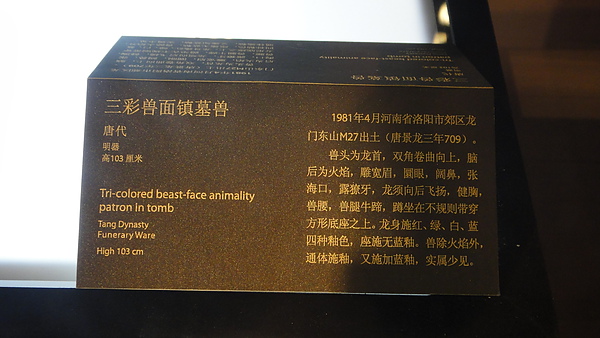 三彩兽面镇墓兽
唐代
明器
高103 厘米
Tri-colored beast-face animality
patron in tomb
Tang Dynasty
Funerary Ware
High 103 cm
1981年4月河南省洛阳市郊区龙
门东山M27出土（唐景龙三年709）。
兽头为龙首，双角卷曲向上，脑
后为火焰，雕宽眉，圆眼，阔鼻，张
海口，露獠牙，龙须向后飞扬，健胸，
兽腰，兽腿牛蹄，蹲坐在不规则带穿
方形底座之上。龙身施红、绿、白、蓝
四种釉色，座施无蓝釉。兽除火焰外，
通体施釉，又施加蓝釉，实属少见。